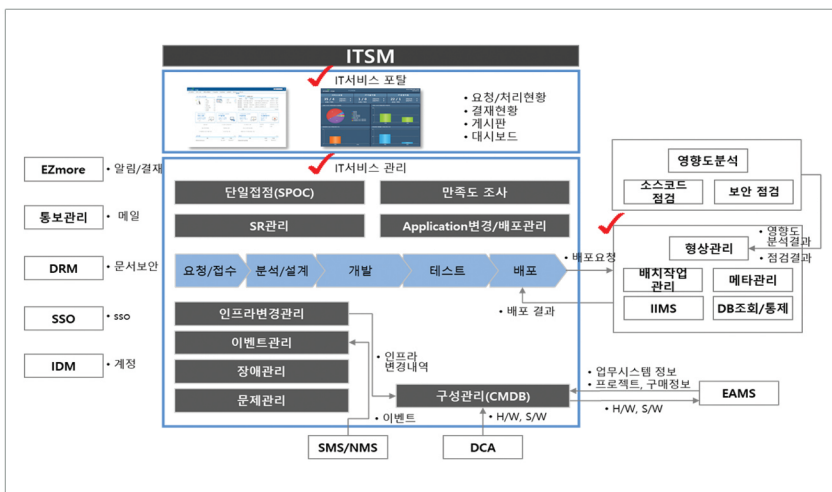 ITSM
IT서비스 포탈
• 요청/처리현황
• 결재현황
• 게시판
• 대시보드
IT서비스 관리
단일접점(SPOC)
만족도 조사
SR관리
Application변경/배포관리
요청/접수
분석/설계
개발
테스트
배포
인프라변경관리
이벤트관리
장애관리
문제관리
• 인프라
변경내역
구성관리(CMDB)
EZmore
• 알림/결재
통보관리
• 메일
DRM
• 문서보안
SSO
• sso
IDM
• 계정
영향도분석
소스코드
점검
보안 점검
• 영향도
분석결과
• 점검결과
형상관리
배치작업
관리
메타관리
IIMS
DB조회/통제
• 배포요청
• 배포 결과
• 업무시스템 정보
• 프로젝트, 구매정보
EAMS
• H/W, S/W
• 이벤트
• H/W, S/W
SMS/NMS
DCA